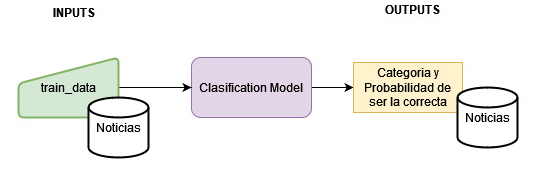 INPUTS
OUTPUTS
train_data
Noticias
Clasification Model
Categoria y
Probabilidad de
ser la correcta
Noticias